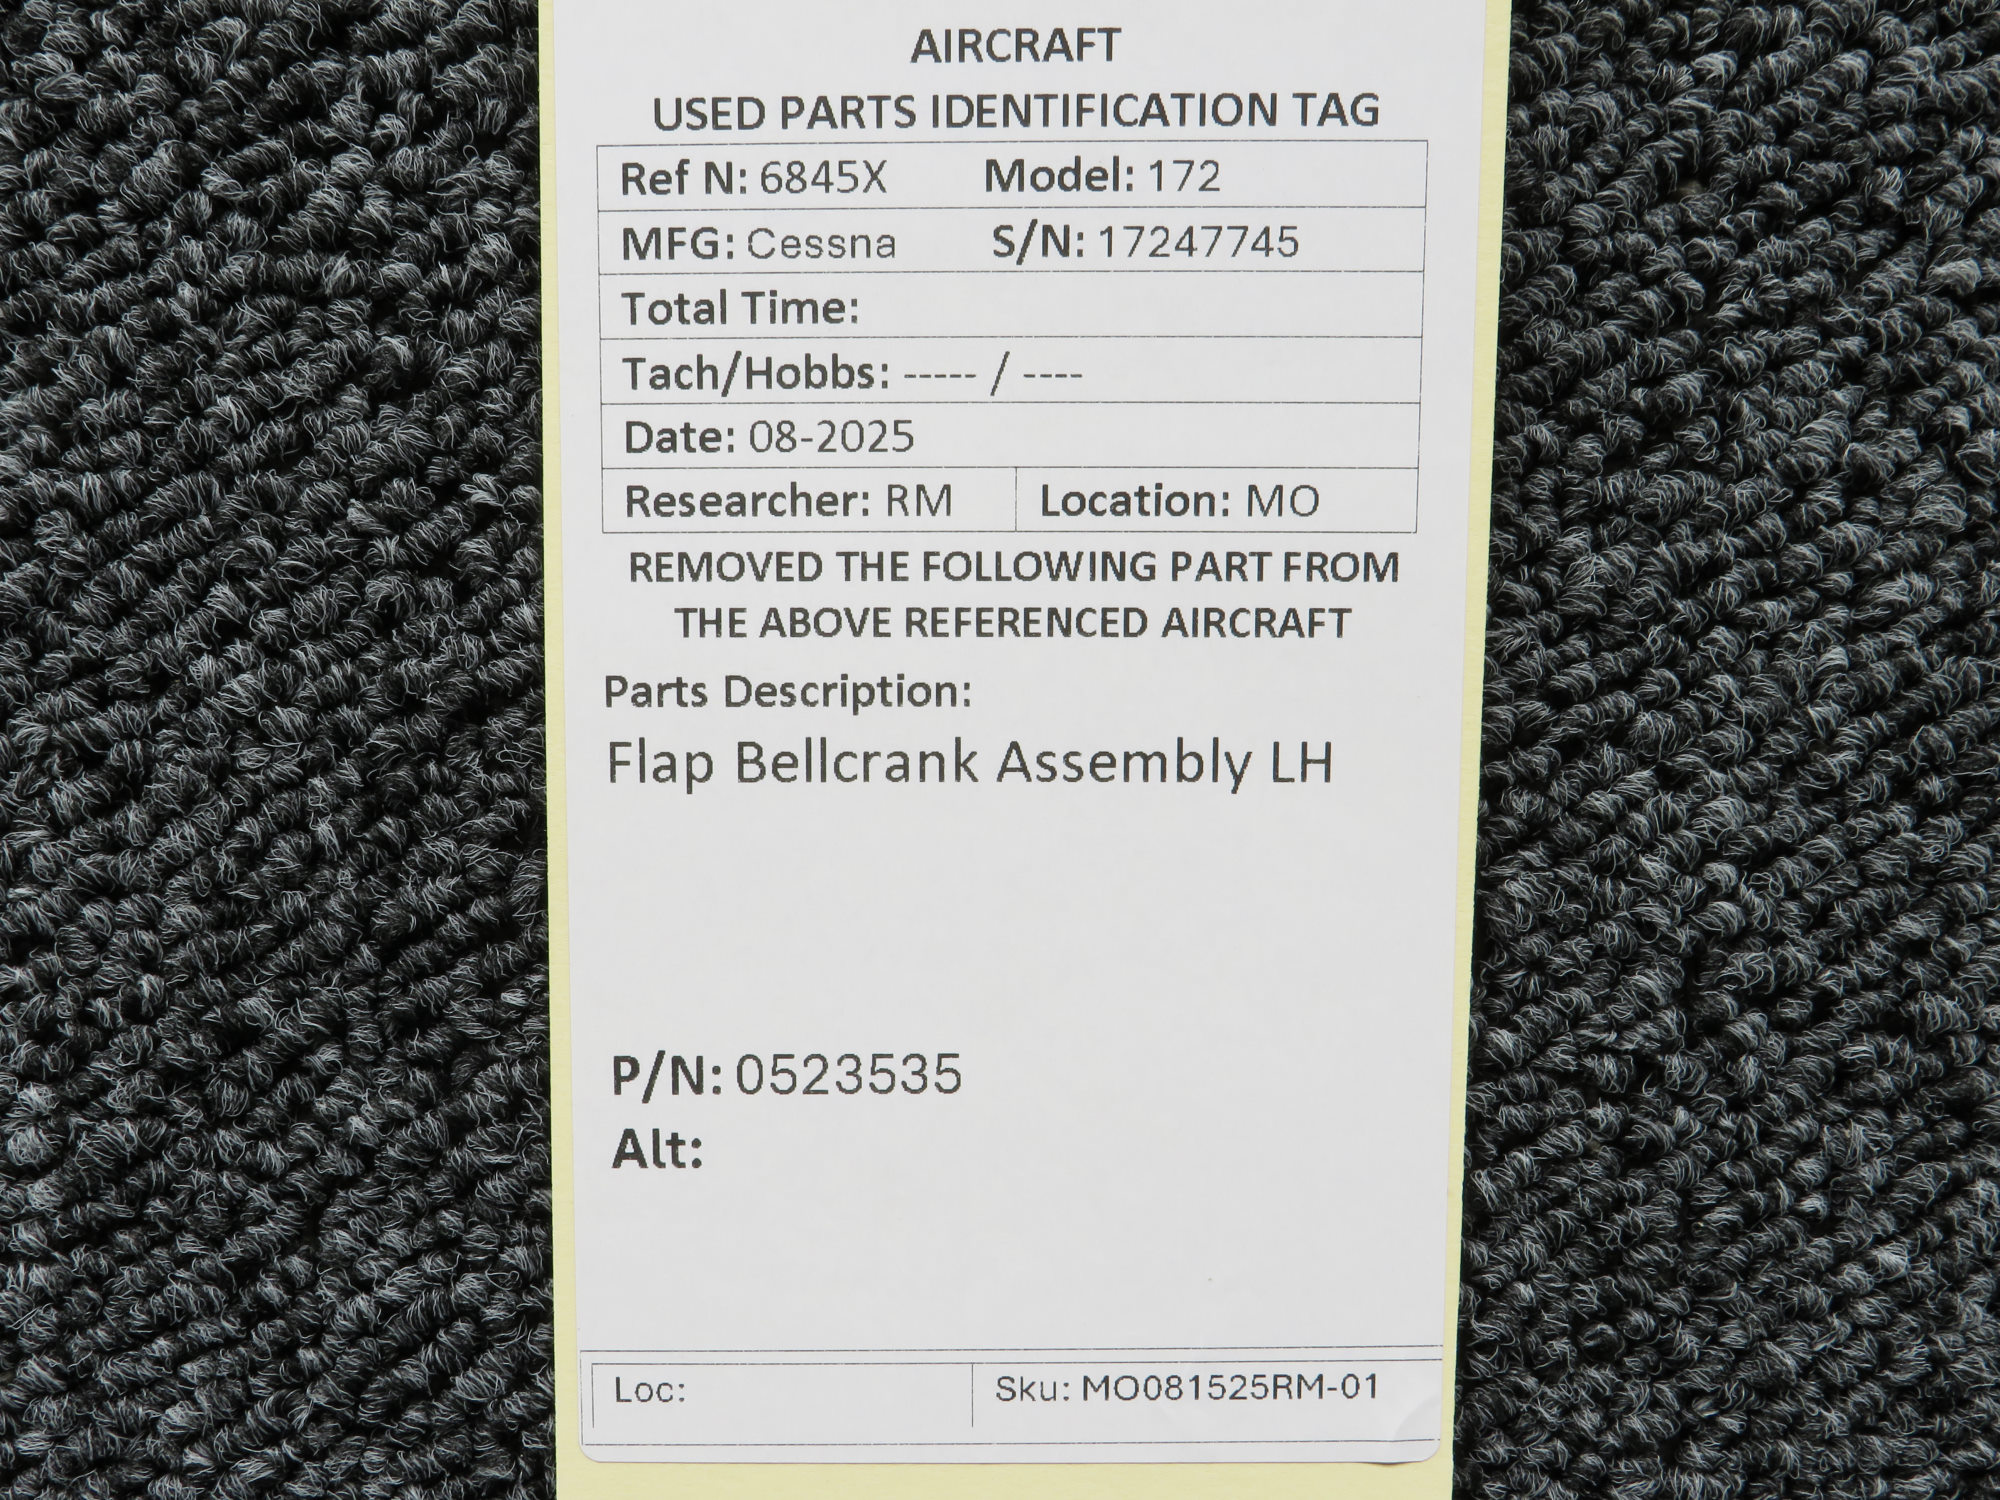 AIRCRAFT
USED PARTS IDENTIFICATION TAG
Ref N: 6845X Model: 172
MFG: Cessna S/N: 17247745
Total Time:
Tach/Hobbs: ----- / ----
Date: 08-2025
Researcher: RM Location: MO
REMOVED THE FOLLOWING PART FROM
THE ABOVE REFERENCED AIRCRAFT
Parts Description:
Flap Bellcrank Assembly LH
P/N: 0523535
Alt:
Loc: Sku: MO081525RM-01